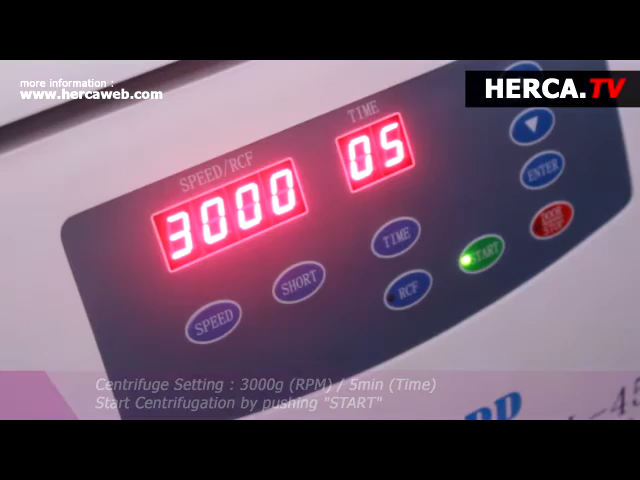 more information :
www.hercaweb.com
HERCA.TV
SPEED/RCF
TIME
3000
05
ENTER
DOOR
STOP
START
TIME
RCF
SHORT
SPEED
Centrifuge Setting : 3000g (RPM) / 5min (Time)
Start Centrifugation by pushing "START"